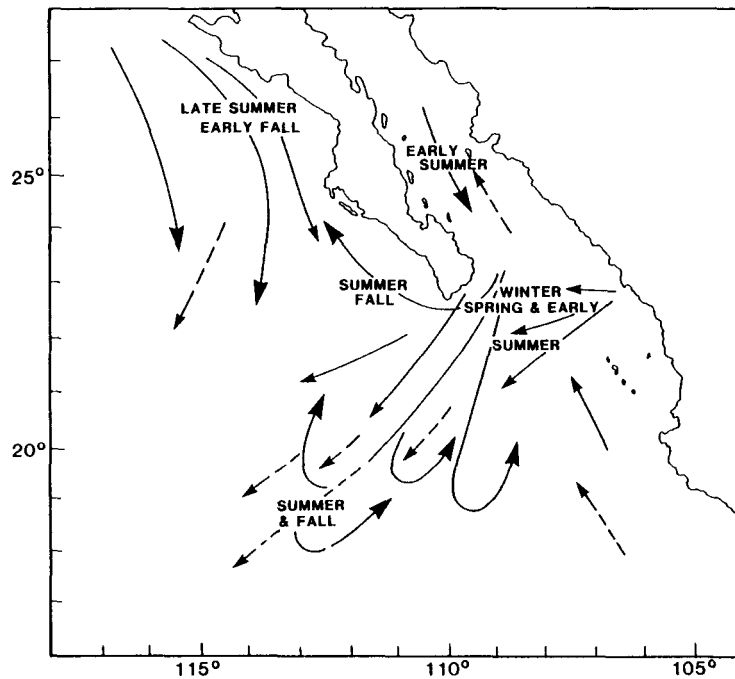 LATE SUMMER
EARLY FALL
EARLY
SUMMER
25°
SUMMER
FALL
WINTER
SPRING & EARLY
SUMMER
20°
SUMMER
& FALL
115°
110°
105°